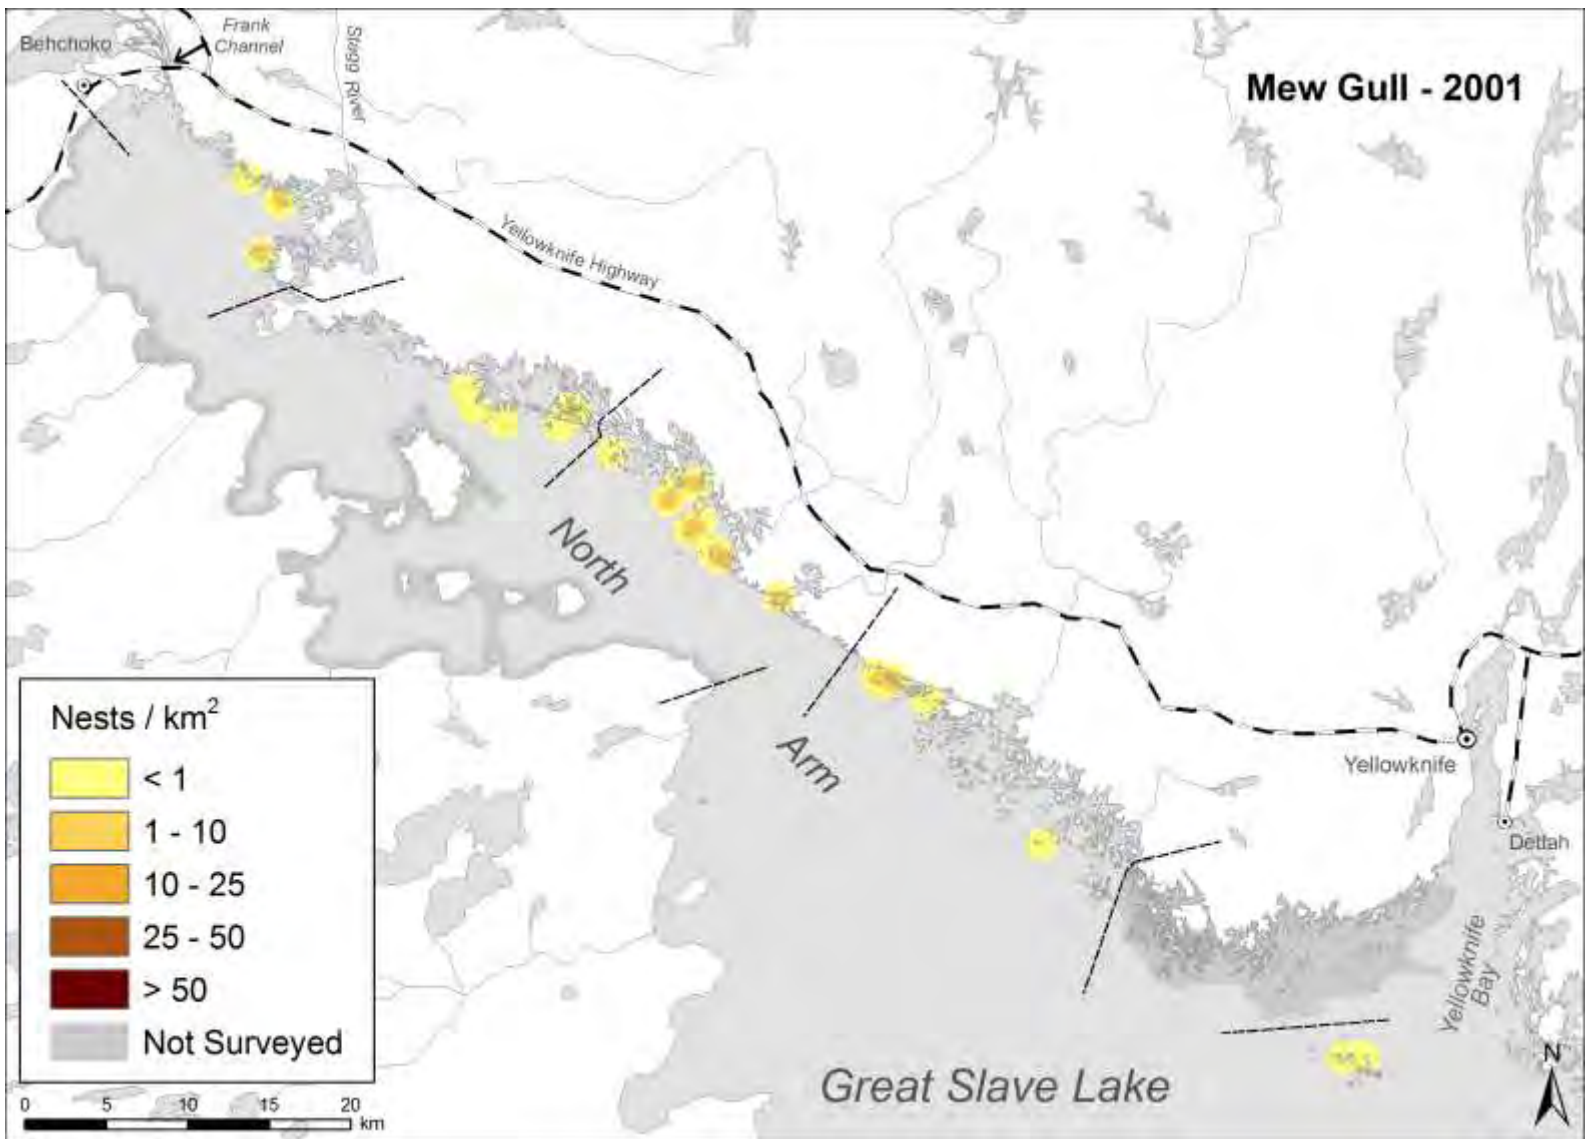 Behchoko
Frank
Channel
Stagg River
Mew Gull - 2001
Yellowknife Highway
North
Arm
Yellowknife
Dettah
Yellowknife
Bay
Great Slave Lake
N
Nests / km²
< 1
1 - 10
10 - 25
25 - 50
> 50
Not Surveyed
0 5 10 15 20
km